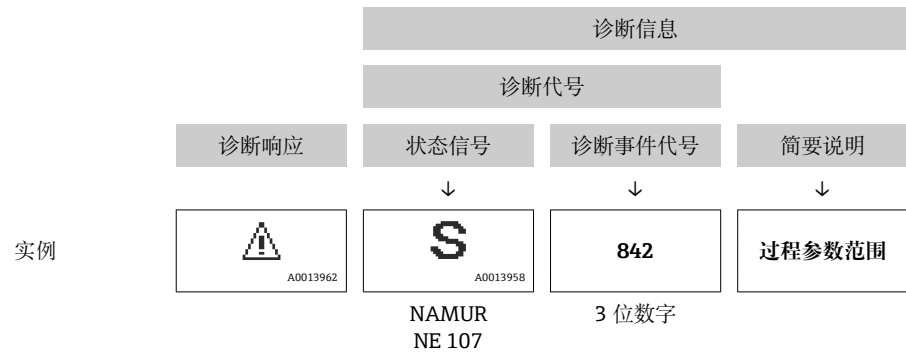 诊断信息
诊断代号
诊断响应 状态信号 诊断事件代号 简要说明
↓ ↓ ↓
实例 ⚠ A0013962 S A0013958 842 过程参数范围
NAMUR NE 107 3 位数字